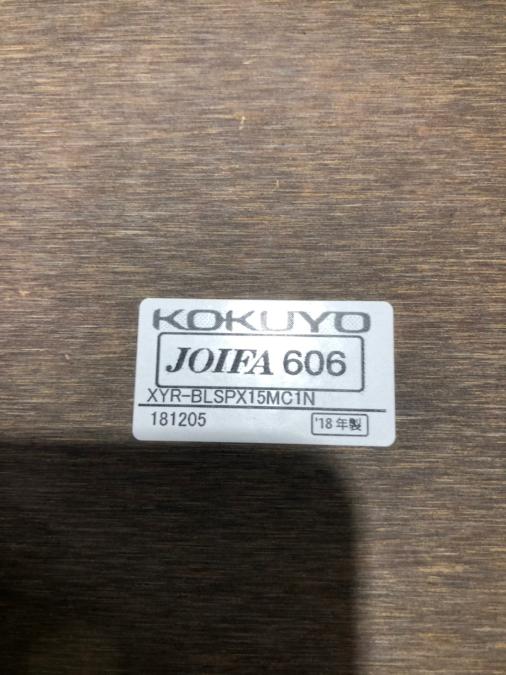 KOKUYO
JOIFA 606
XYR-BLSPX15MC1N
181205
'18年製